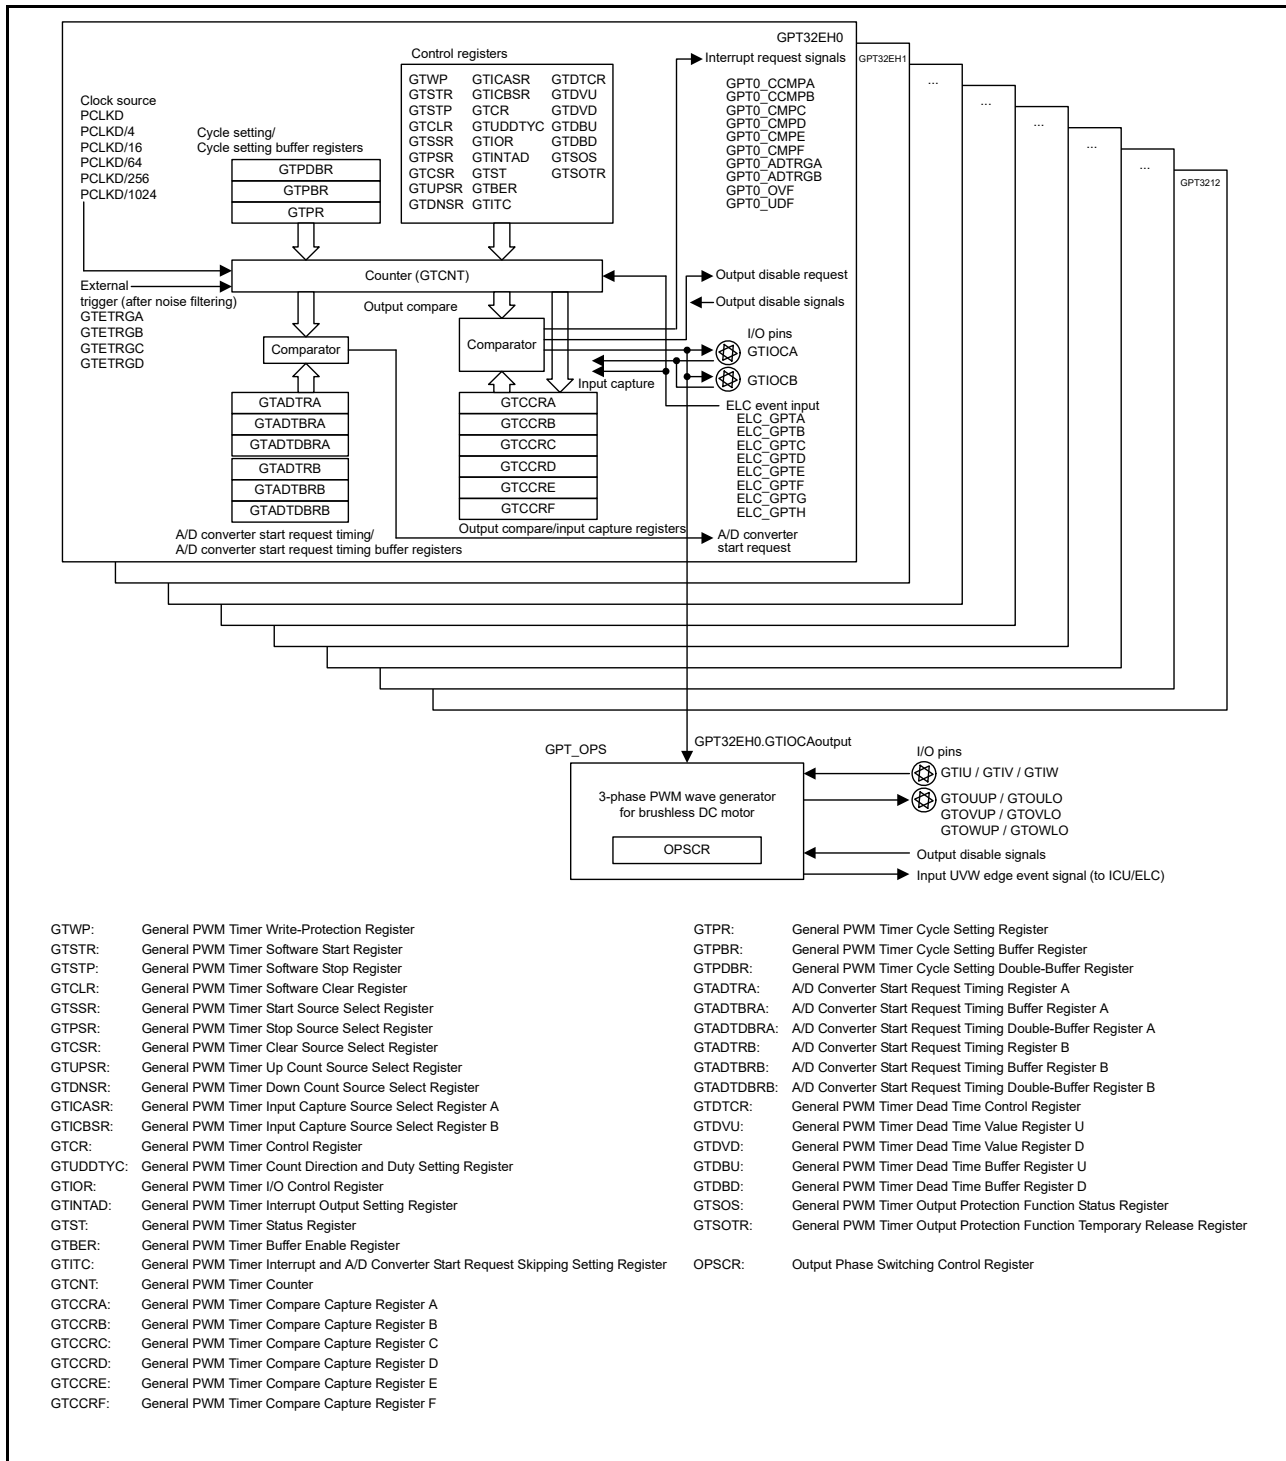 GPT32EH0
GPT32EH1
...
...
...
...
...
GPT3212
Control registers
GTWP GTICASR GTDTCR
GTSTR GTICBSR GTDVU
GTSTP GTCR GTDVD
GTCLR GTUDDTYC GTDBU
GTSSR GTIOR GTDBD
GTPSR GTINTAD GTSOS
GTCSR GTST GTSOTR
GTUPSR GTBER
GTDNSR GTITC
Interrupt request signals
GPT0_CCMPA
GPT0_CCMPB
GPT0_CMPC
GPT0_CMPD
GPT0_CMPE
GPT0_CMPF
GPT0_ADTRGA
GPT0_ADTRGB
GPT0_OVF
GPT0_UDF
Clock source
PCLKD
PCLKD/4
PCLKD/16
PCLKD/64
PCLKD/256
PCLKD/1024
Cycle setting/
Cycle setting buffer registers
GTPDBR
GTPBR
GTPR
Counter (GTCNT)
External
trigger (after noise filtering)
GTETRGA
GTETRGB
GTETRGC
GTETRGD
Output compare
Comparator
Comparator
Output disable request
Output disable signals
I/O pins
GTIOCA
GTIOCB
Input capture
ELC event input
ELC_GPTA
ELC_GPTB
ELC_GPTC
ELC_GPTD
ELC_GPTE
ELC_GPTF
ELC_GPTG
ELC_GPTH
GTADTRA
GTADTBRA
GTADTDBRA
GTADTRB
GTADTBRB
GTADTDBRB
GTCCRA
GTCCRB
GTCCRC
GTCCRD
GTCCRE
GTCCRF
Output compare/input capture registers
A/D converter start request timing/
A/D converter start request timing buffer registers
A/D converter
start request
GPT_OPS
GPT32EH0.GTIOCAoutput
3-phase PWM wave generator
for brushless DC motor
OPSCR
I/O pins
GTIU / GTIV / GTIW
GTOUUP / GTOULO
GTOVUP / GTOVLO
GTOWUP / GTOWLO
Output disable signals
Input UVW edge event signal (to ICU/ELC)
GTWP: General PWM Timer Write-Protection Register
GTSTR: General PWM Timer Software Start Register
GTSTP: General PWM Timer Software Stop Register
GTCLR: General PWM Timer Software Clear Register
GTSSR: General PWM Timer Start Source Select Register
GTPSR: General PWM Timer Stop Source Select Register
GTCSR: General PWM Timer Clear Source Select Register
GTUPSR: General PWM Timer Up Count Source Select Register
GTDNSR: General PWM Timer Down Count Source Select Register
GTICASR: General PWM Timer Input Capture Source Select Register A
GTICBSR: General PWM Timer Input Capture Source Select Register B
GTCR: General PWM Timer Control Register
GTUDDTYC: General PWM Timer Count Direction and Duty Setting Register
GTIOR: General PWM Timer I/O Control Register
GTINTAD: General PWM Timer Interrupt Output Setting Register
GTST: General PWM Timer Status Register
GTBER: General PWM Timer Buffer Enable Register
GTITC: General PWM Timer Interrupt and A/D Converter Start Request Skipping Setting Register
GTCNT: General PWM Timer Counter
GTCCRA: General PWM Timer Compare Capture Register A
GTCCRB: General PWM Timer Compare Capture Register B
GTCCRC: General PWM Timer Compare Capture Register C
GTCCRD: General PWM Timer Compare Capture Register D
GTCCRE: General PWM Timer Compare Capture Register E
GTCCRF: General PWM Timer Compare Capture Register F
GTPR: General PWM Timer Cycle Setting Register
GTPBR: General PWM Timer Cycle Setting Buffer Register
GTPDBR: General PWM Timer Cycle Setting Double-Buffer Register
GTADTRA: A/D Converter Start Request Timing Register A
GTADTBRA: A/D Converter Start Request Timing Buffer Register A
GTADTDBRA: A/D Converter Start Request Timing Double-Buffer Register A
GTADTRB: A/D Converter Start Request Timing Register B
GTADTBRB: A/D Converter Start Request Timing Buffer Register B
GTADTDBRB: A/D Converter Start Request Timing Double-Buffer Register B
GTDTCR: General PWM Timer Dead Time Control Register
GTDVU: General PWM Timer Dead Time Value Register U
GTDVD: General PWM Timer Dead Time Value Register D
GTDBU: General PWM Timer Dead Time Buffer Register U
GTDBD: General PWM Timer Dead Time Buffer Register D
GTSOS: General PWM Timer Output Protection Function Status Register
GTSOTR: General PWM Timer Output Protection Function Temporary Release Register
OPSCR: Output Phase Switching Control Register